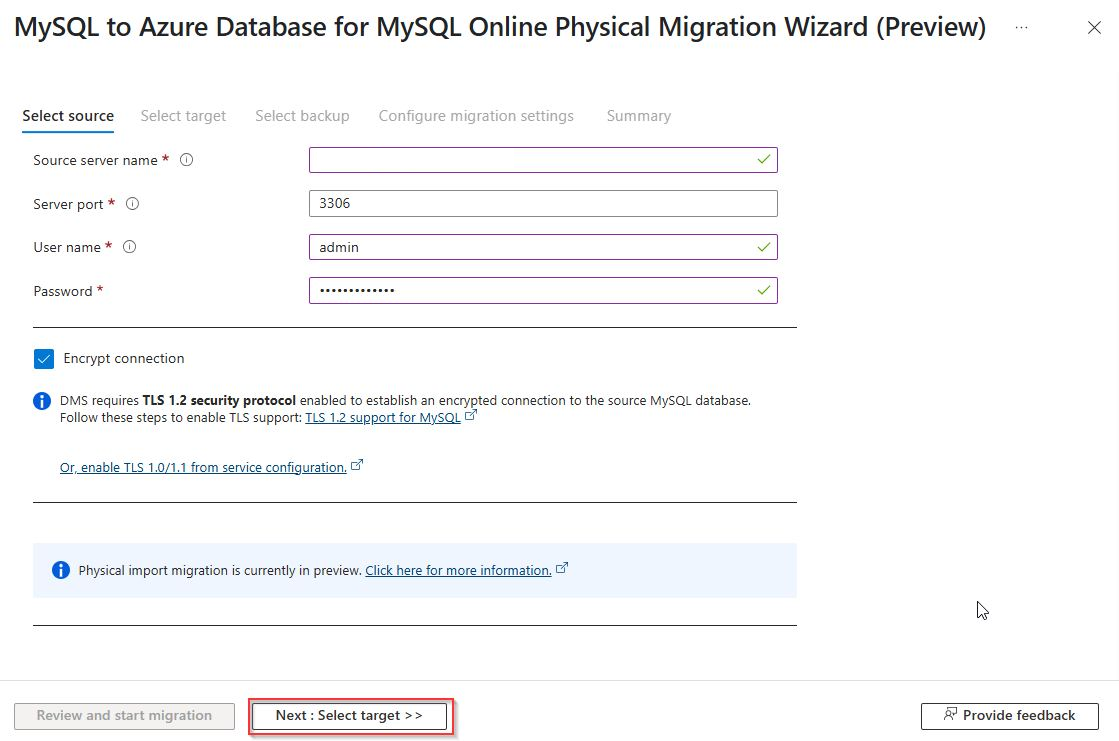 MySQL to Azure Database for MySQL Online Physical Migration Wizard (Preview) ...
Select source Select target Select backup Configure migration settings Summary
Source server name *
Server port * 3306
User name * admin
Password * •••••••••••••
Encrypt connection
DMS requires TLS 1.2 security protocol enabled to establish an encrypted connection to the source MySQL database.
Follow these steps to enable TLS support: TLS 1.2 support for MySQL
Or, enable TLS 1.0/1.1 from service configuration.
Physical import migration is currently in preview. Click here for more information.
Review and start migration Next : Select target >> Provide feedback